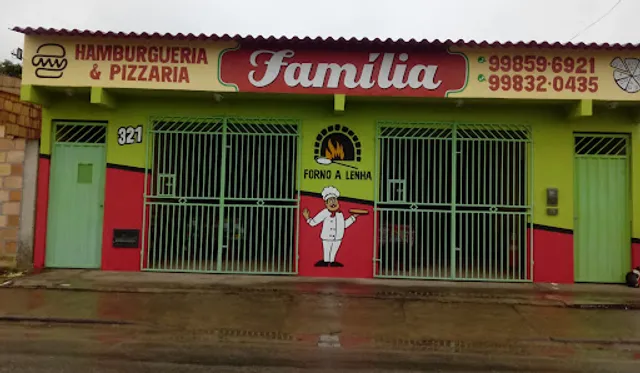 HAMBURGUERIA
& PIZZARIA
Família
99859-6921
99832-0435
321
FORNO A LENHA